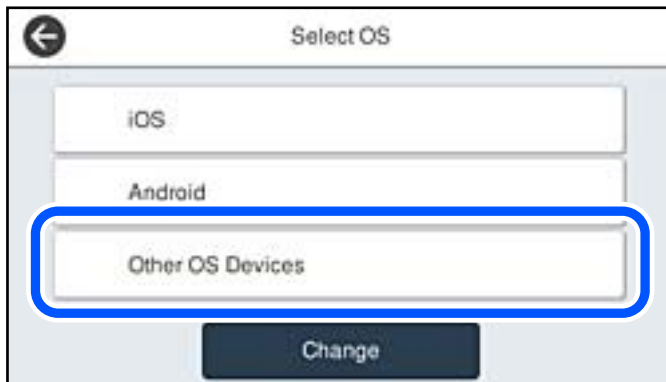 Select OS
iOS
Android
Other OS Devices
Change